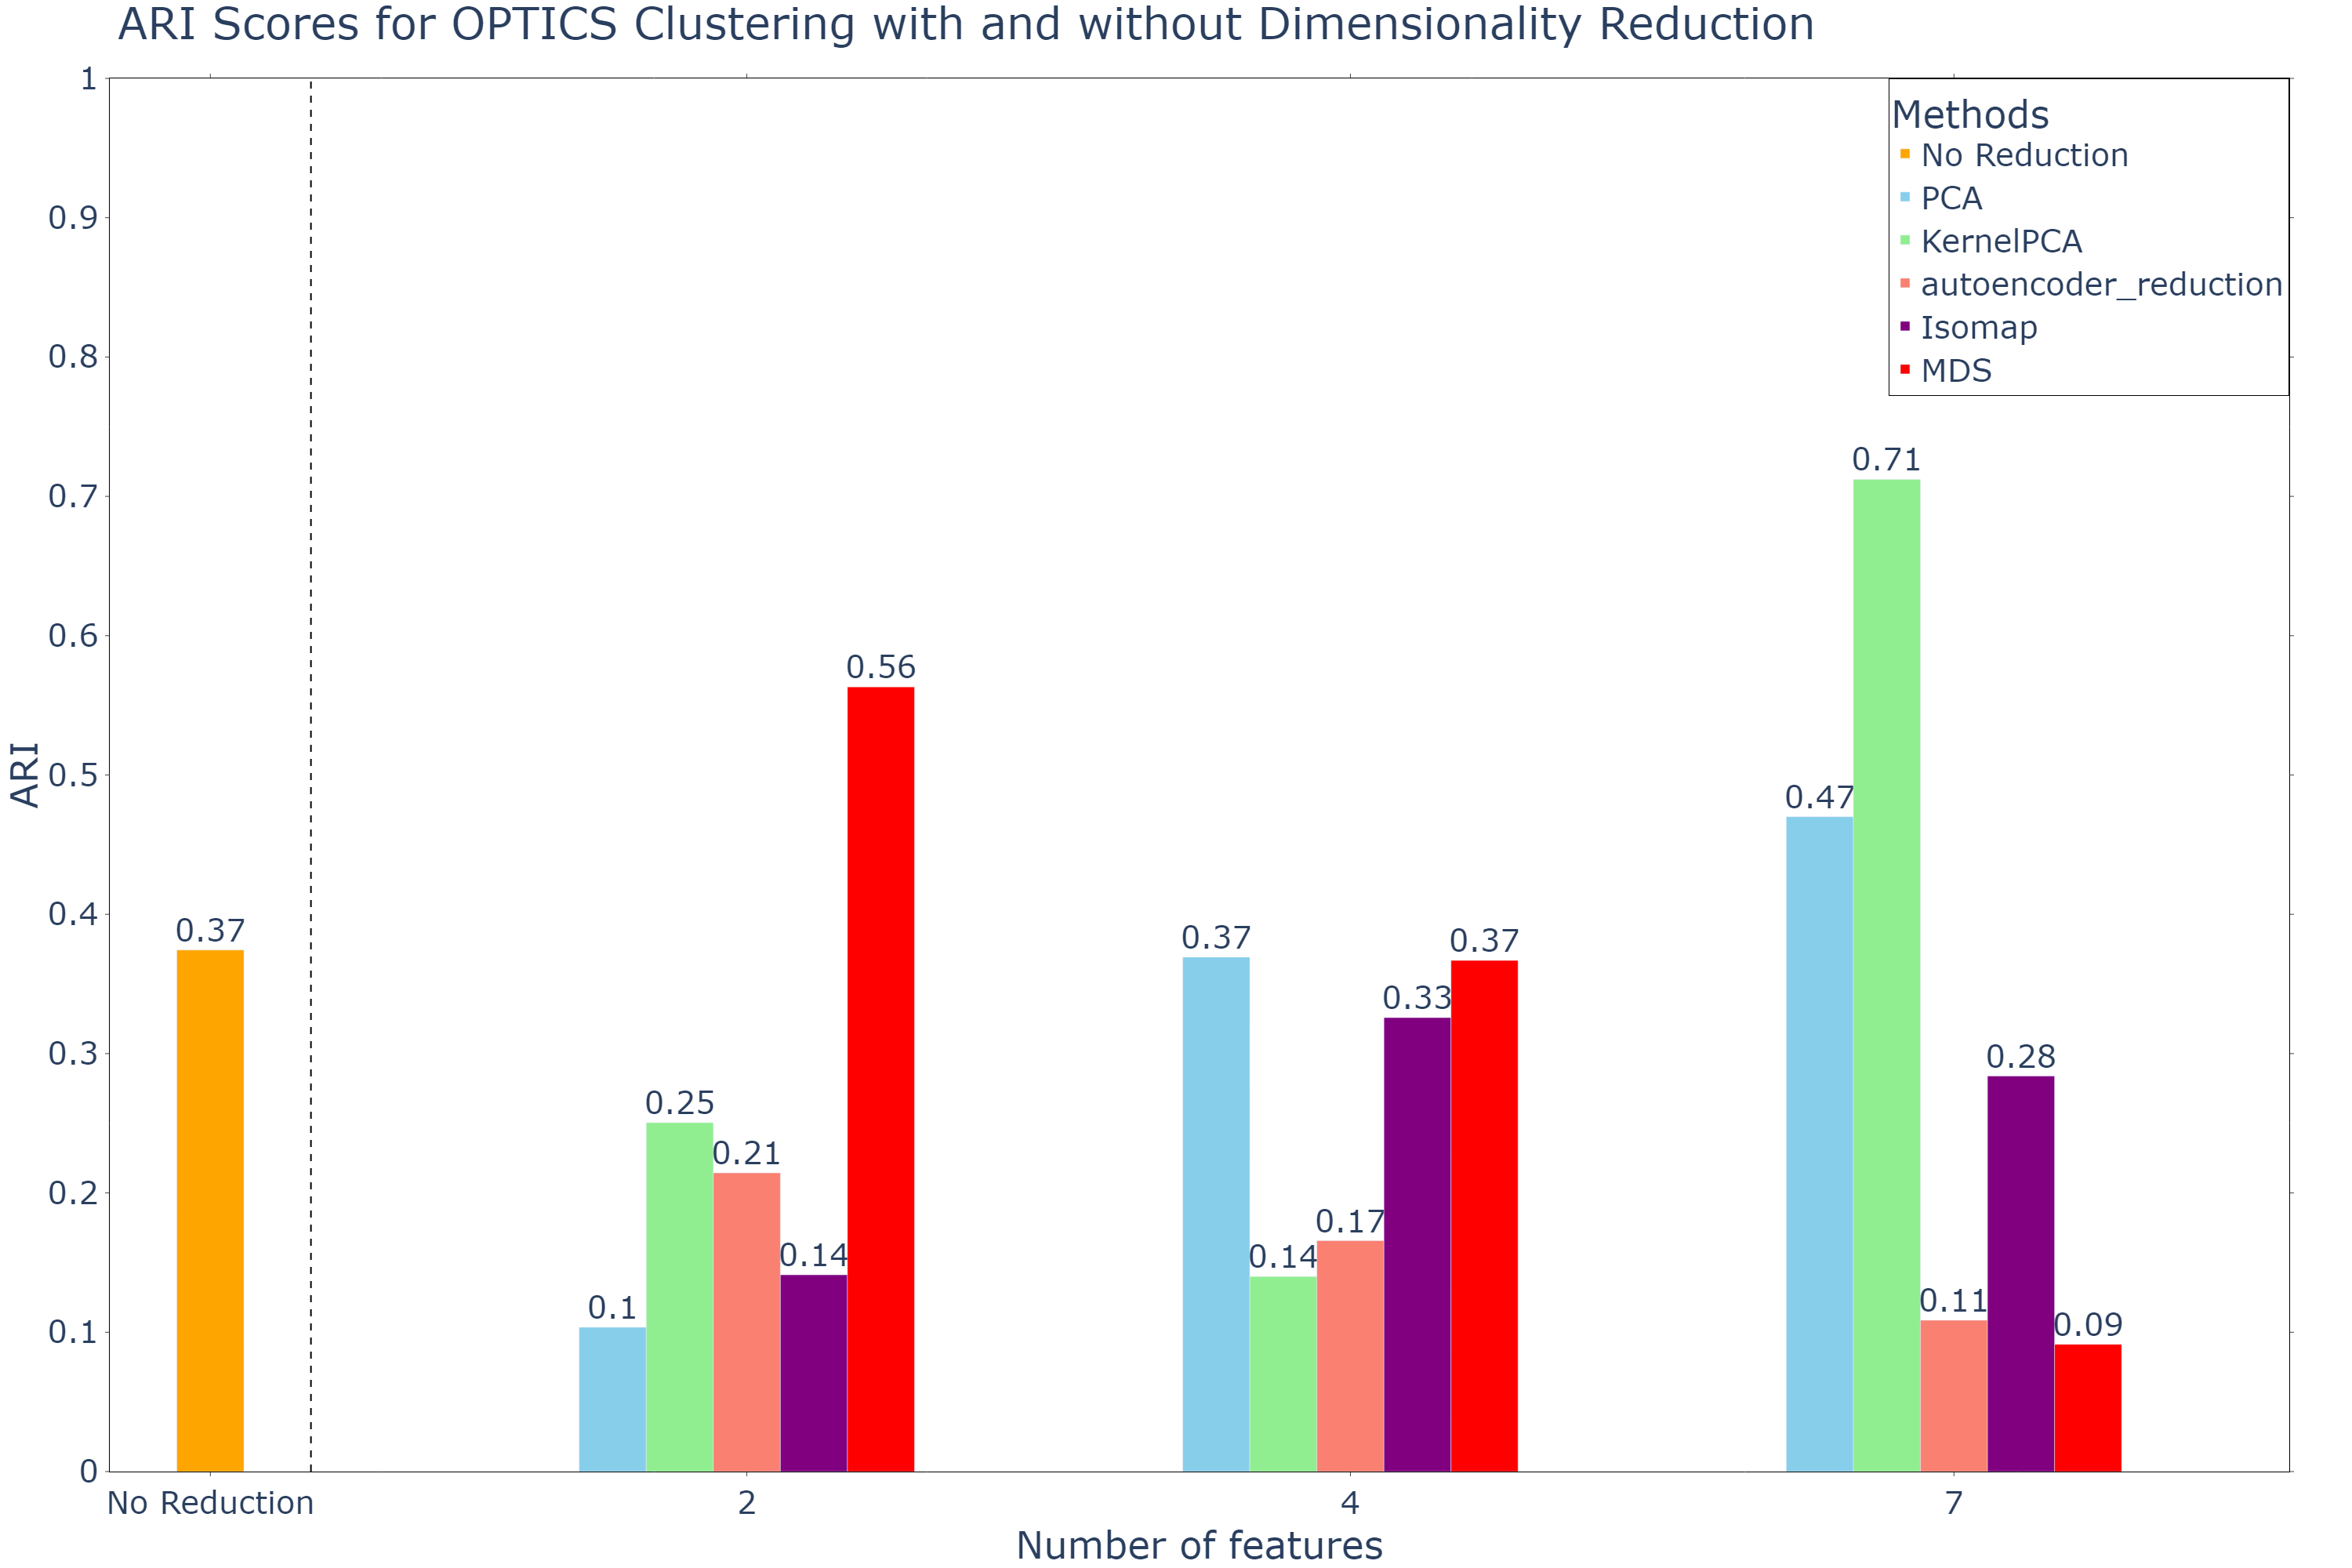 ARI Scores for OPTICS Clustering with and without Dimensionality Reduction
1
0.9
0.8
0.7
0.6
0.5
0.4
0.3
0.2
0.1
0
ARI
Methods
No Reduction
PCA
KernelPCA
autoencoder_reduction
Isomap
MDS
0.37
0.1
0.25
0.21
0.14
0.56
0.37
0.14
0.17
0.33
0.37
0.47
0.71
0.11
0.28
0.09
No Reduction
2
4
7
Number of features